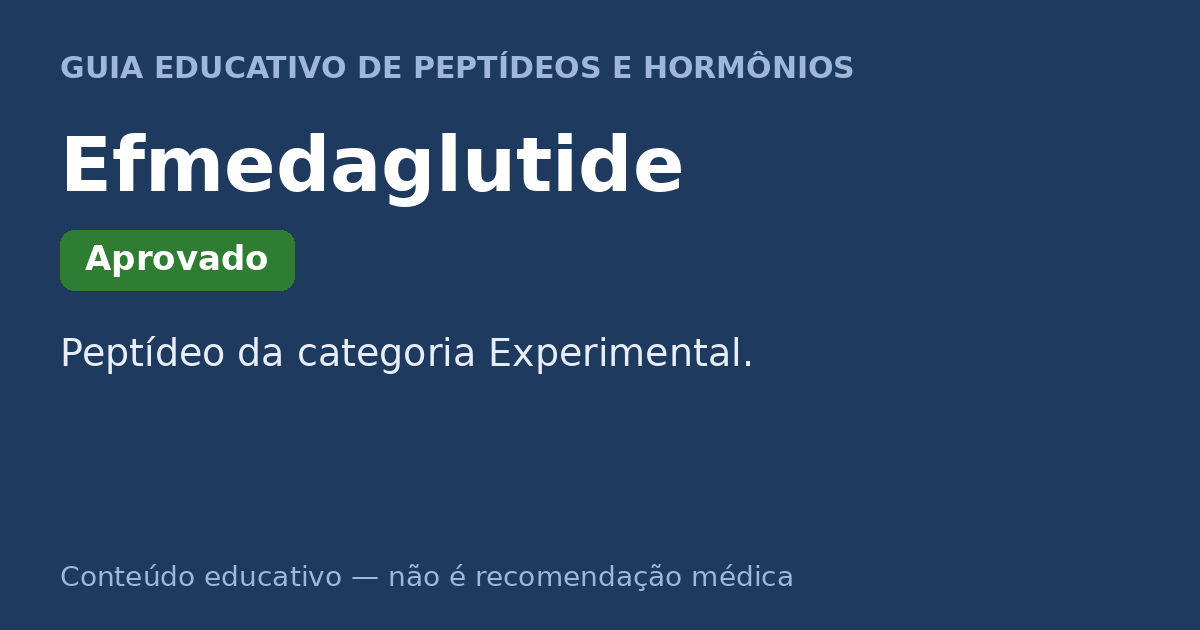 GUIA EDUCATIVO DE PEPTÍDEOS E HORMÔNIOS
Efmedaglutide
Aprovado
Peptídeo da categoria Experimental.
Conteúdo educativo — não é recomendação médica